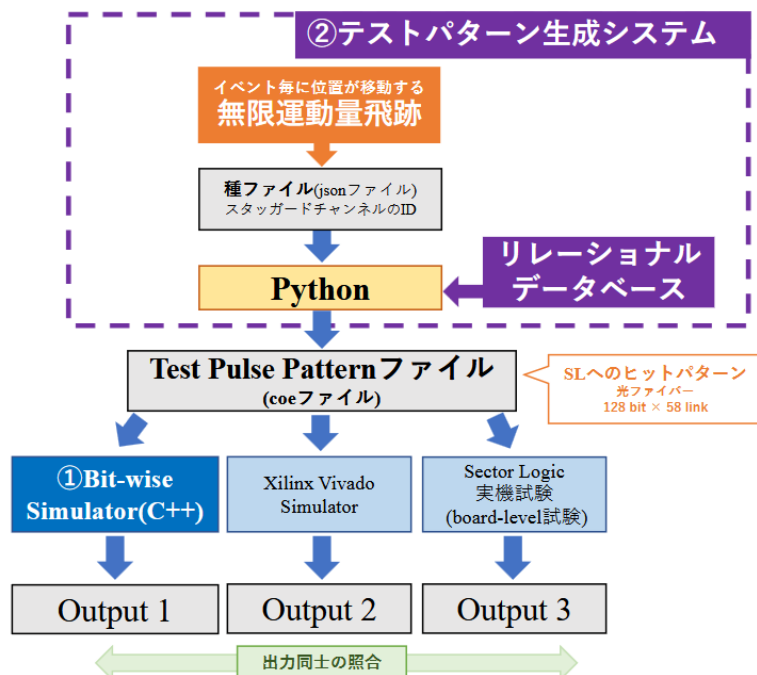 ②テストパターン生成システム
イベント毎に位置が移動する
無限運動量飛跡
種ファイル(jsonファイル)
スタッガードチャンネルのID
リレーショナル
データベース
Python
Test Pulse Patternファイル
(coeファイル)
SLへのヒットパターン
光ファイバー
128 bit × 58 link
①Bit-wise
Simulator(C++)
Xilinx Vivado
Simulator
Sector Logic
実機試験
(board-level試験)
Output 1
Output 2
Output 3
出力同士の照合